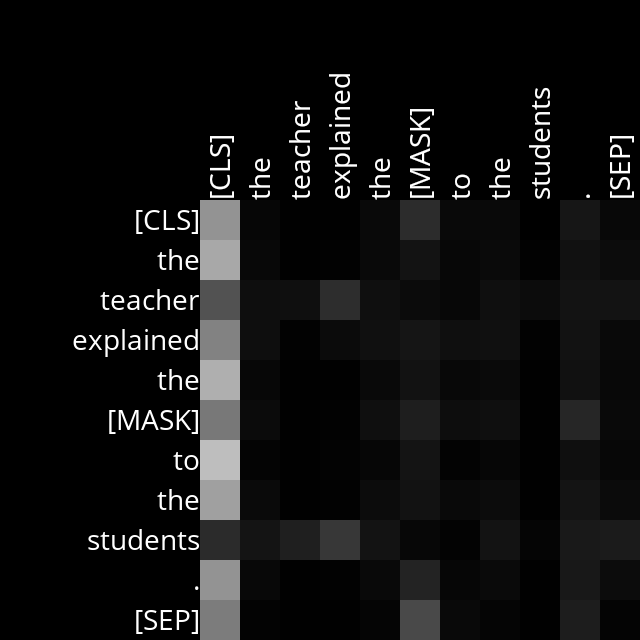 [CLS] the teacher explained the [MASK] to the students . [SEP]
[CLS]
the
teacher
explained
the
[MASK]
to
the
students
.
[SEP]